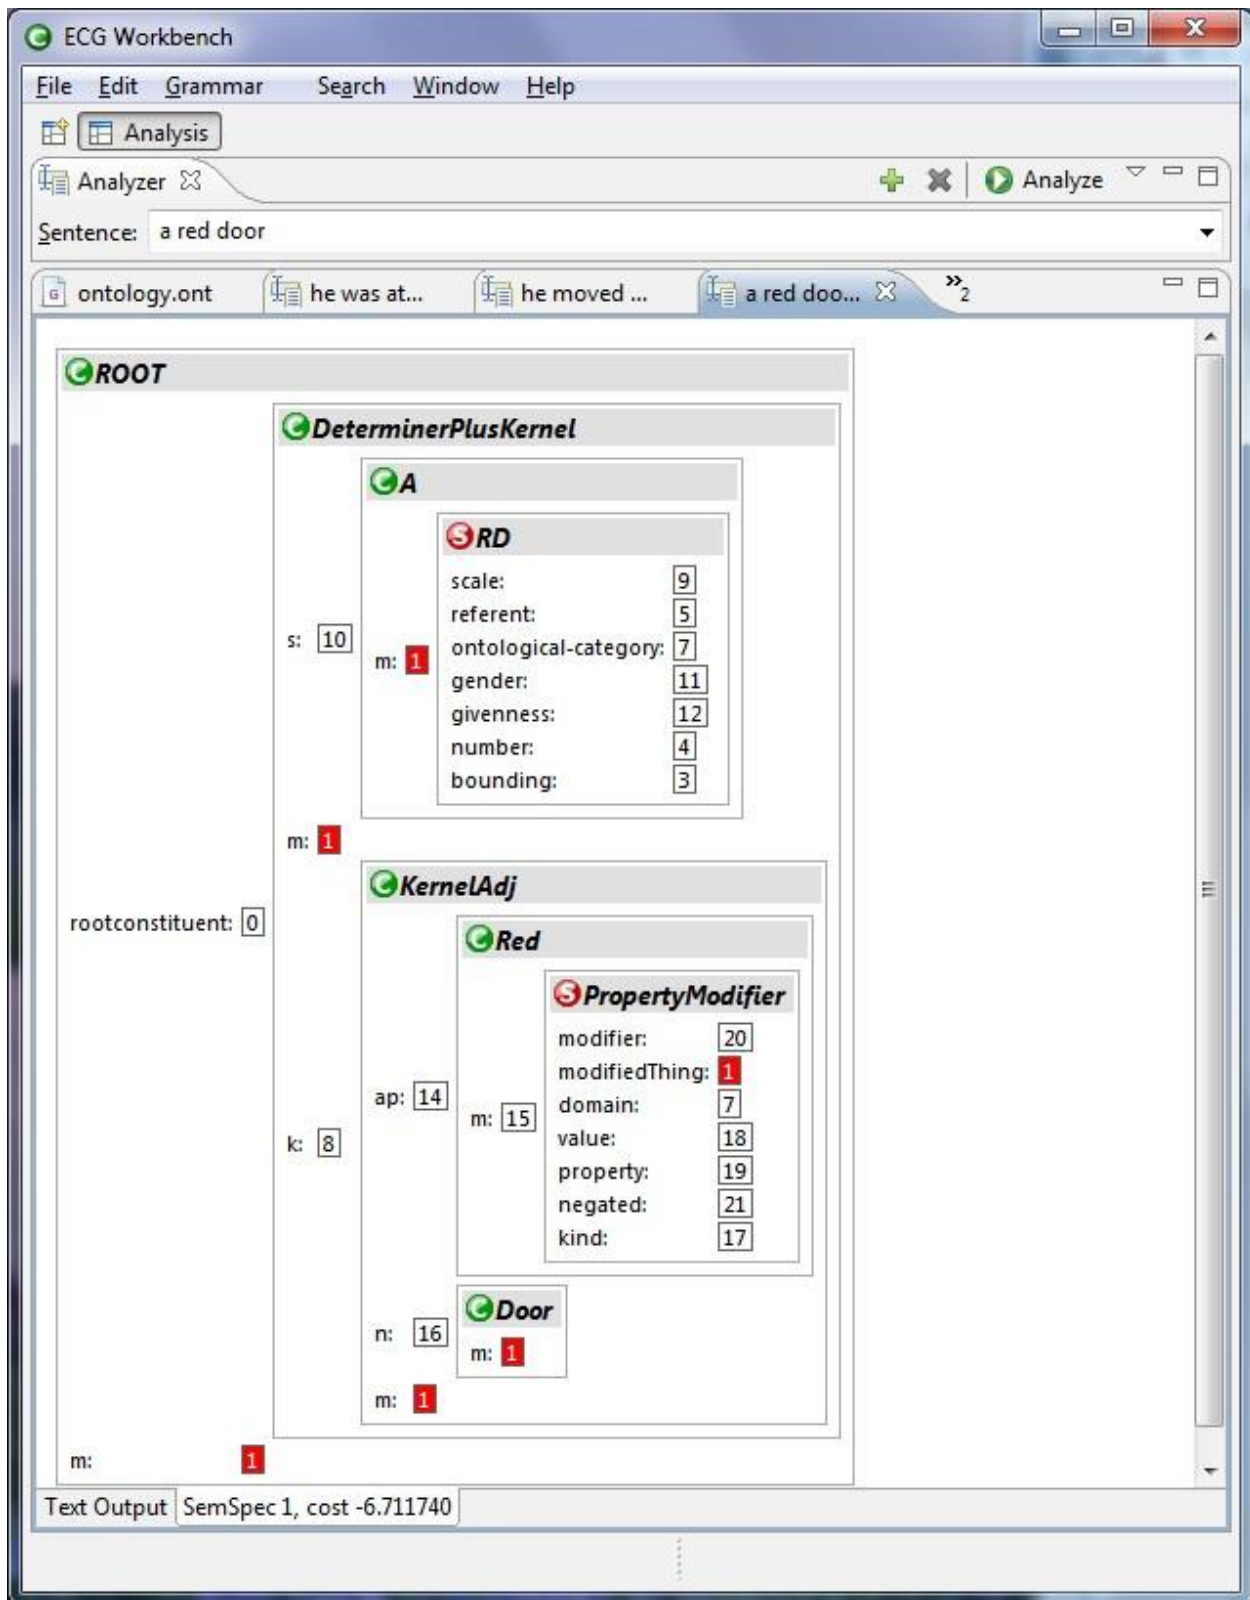 ECG Workbench
File Edit Grammar Search Window Help
Analysis
Analyzer Analyze
Sentence: a red door
ontology.ont he was at... he moved ... a red doo... »2
ROOT
DeterminerPlusKernel
A
RD
scale: 9
referent: 5
s: 10
ontological-category: 7
m: 1
gender: 11
givenness: 12
number: 4
bounding: 3
m: 1
KernelAdj
rootconstituent: 0
Red
PropertyModifier
modifier: 20
modifiedThing: 1
ap: 14
domain: 7
m: 15
value: 18
k: 8
property: 19
negated: 21
kind: 17
Door
n: 16
m: 1
m: 1
m: 1
Text Output SemSpec 1, cost -6.711740